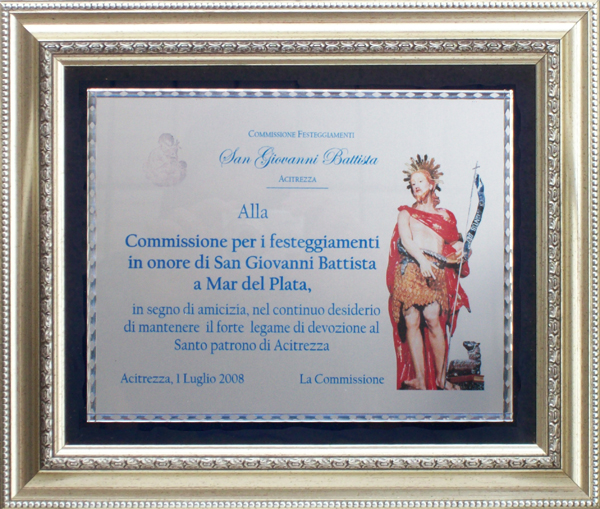 Commissione Festeggiamenti
San Giovanni Battista
Acitrezza
Alla
Commissione per i festeggiamenti
in onore di San Giovanni Battista
a Mar del Plata,
in segno di amicizia, nel continuo desiderio
di mantenere il forte legame di devozione al
Santo patrono di Acitrezza
Acitrezza, 1 Luglio 2008 La Commissione